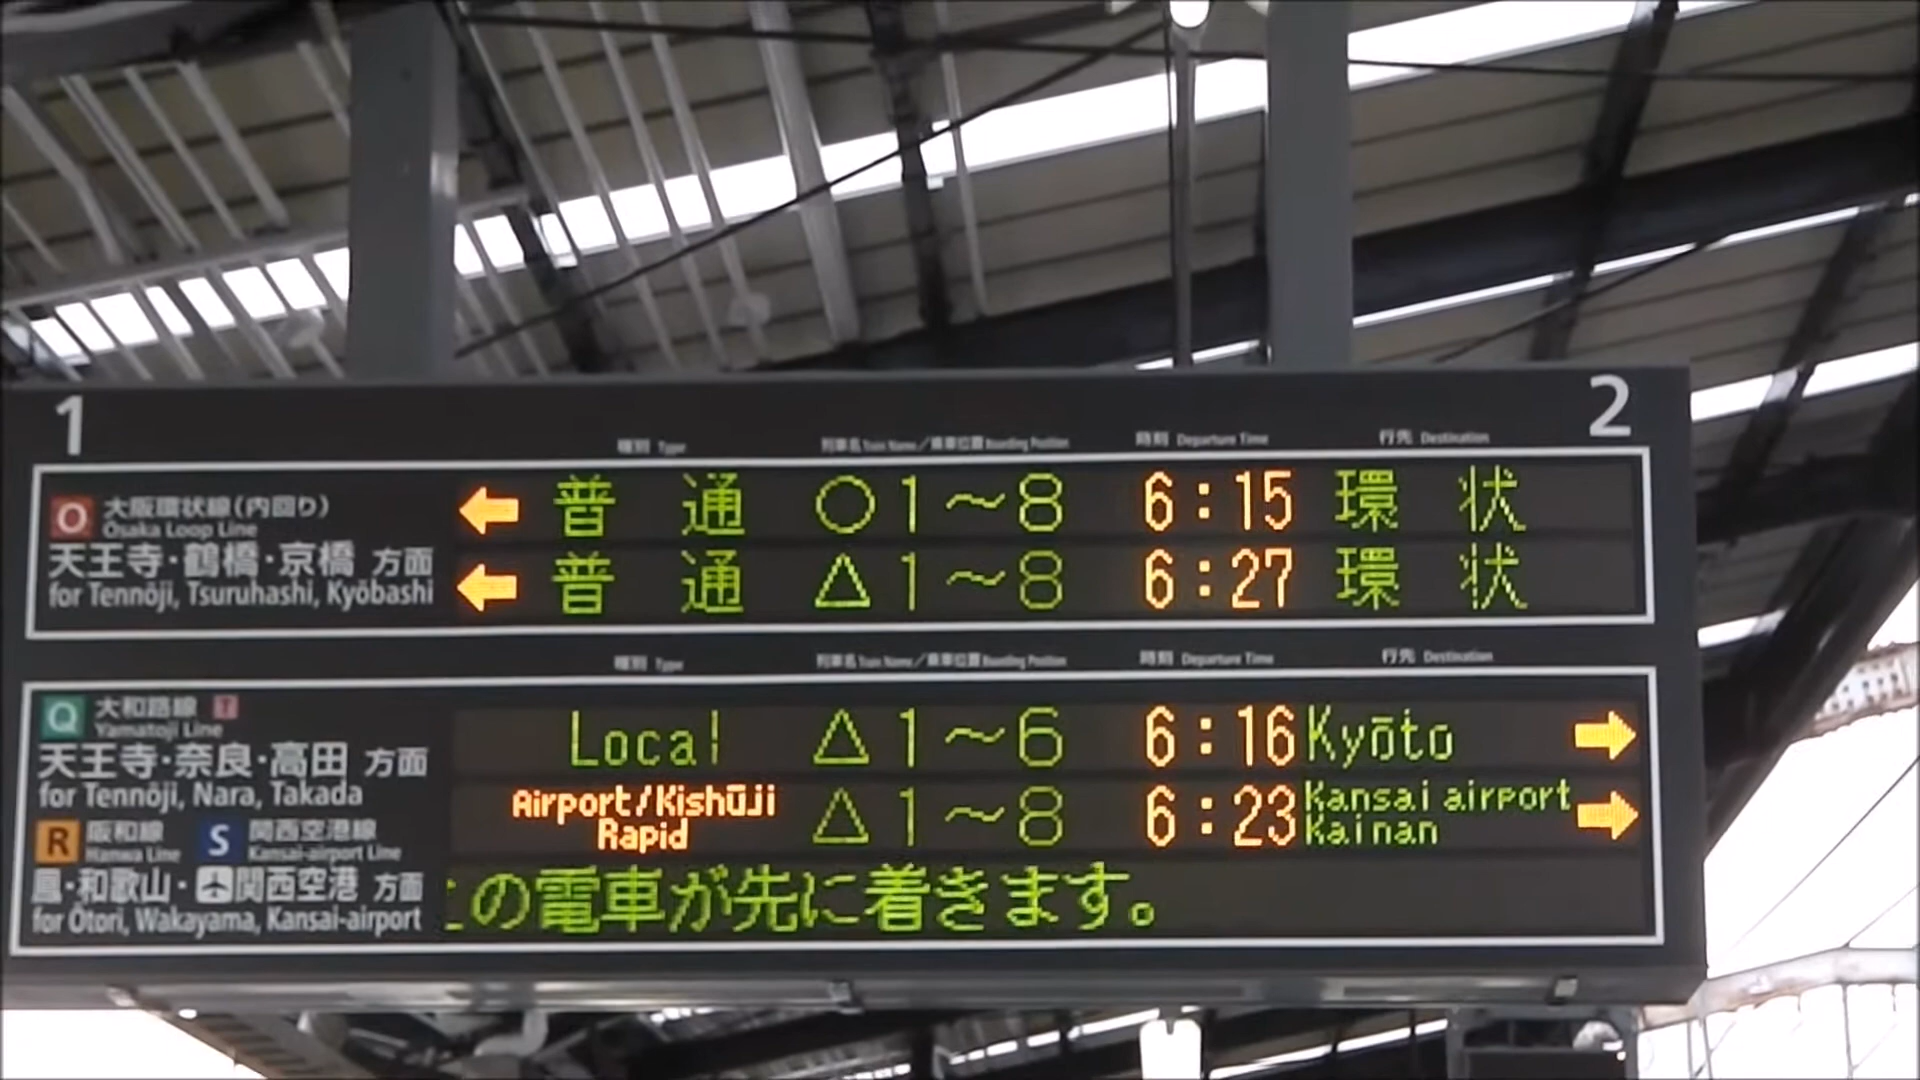 1
2
種別 Type 列車名 Train Name／乗車位置 Boarding Position 時刻 Departure Time 行先 Destination
O 大阪環状線(内回り)
Osaka Loop Line
天王寺・鶴橋・京橋 方面
for Tennōji, Tsuruhashi, Kyōbashi
← 普 通 ○1～8 6:15 環 状
← 普 通 △1～8 6:27 環 状
種別 Type 列車名 Train Name／乗車位置 Boarding Position 時刻 Departure Time 行先 Destination
Q 大和路線 T
Yamatoji Line
天王寺・奈良・高田 方面
for Tennōji, Nara, Takada
R 阪和線 S 関西空港線
Hanwa Line Kansai-airport Line
鳳・和歌山・関西空港 方面
for Ōtori, Wakayama, Kansai-airport
Local △1～6 6:16 Kyōto →
Airport/Kishūji Rapid △1～8 6:23 Kansai airport Kainan →
この電車が先に着きます。